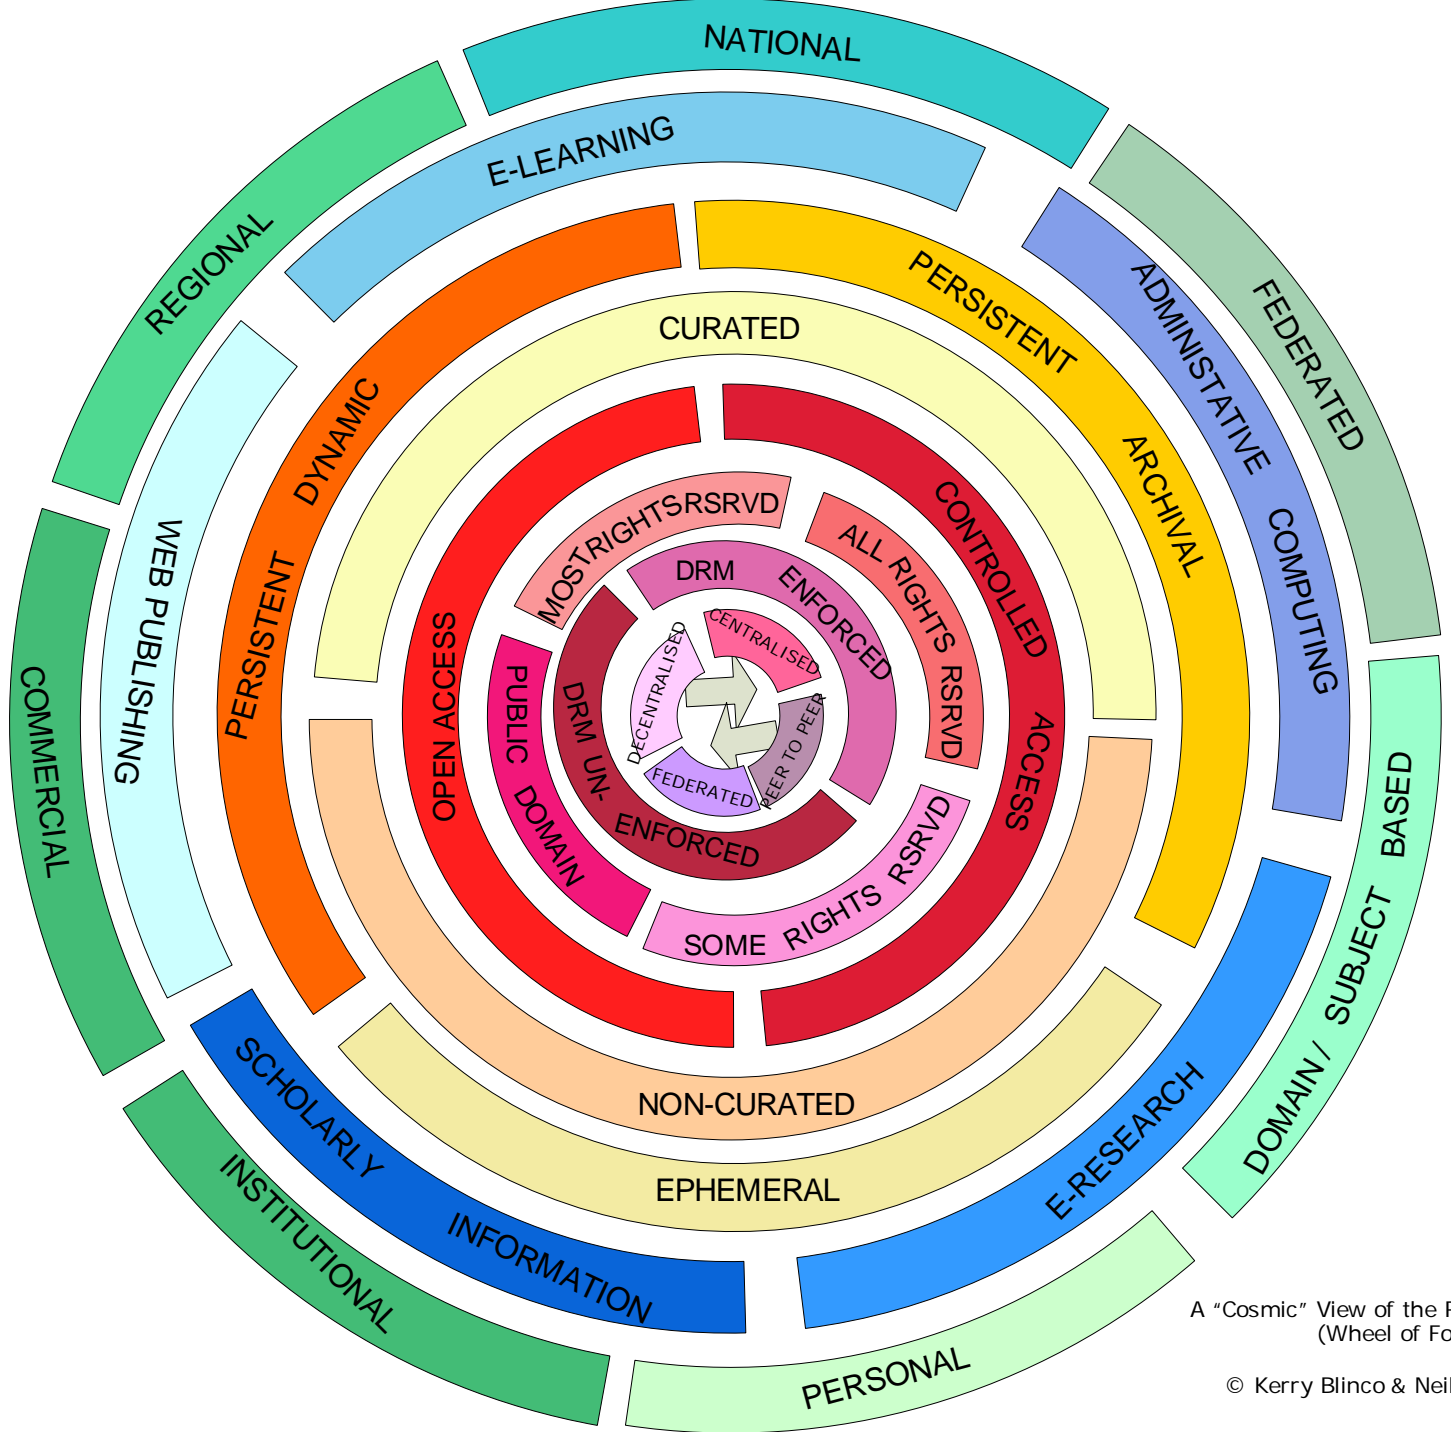 NATIONAL
FEDERATED
DOMAIN / SUBJECT BASED
PERSONAL
INSTITUTIONAL
COMMERCIAL
REGIONAL
E-LEARNING
ADMINISTATIVE COMPUTING
E-RESEARCH
SCHOLARLY INFORMATION
WEB PUBLISHING
PERSISTENT ARCHIVAL
EPHEMERAL
PERSISTENT DYNAMIC
CURATED
NON-CURATED
CONTROLLED ACCESS
OPEN ACCESS
MOSTRIGHTSRSRVD
ALL RIGHTS RSRVD
SOME RIGHTS RSRVD
PUBLIC DOMAIN
DRM ENFORCED
DRM UN-ENFORCED
CENTRALISED
PEER TO PEER
FEDERATED
DECENTRALISED
A “Cosmic” View of the
(Wheel of
© Kerry Blinco & Neil